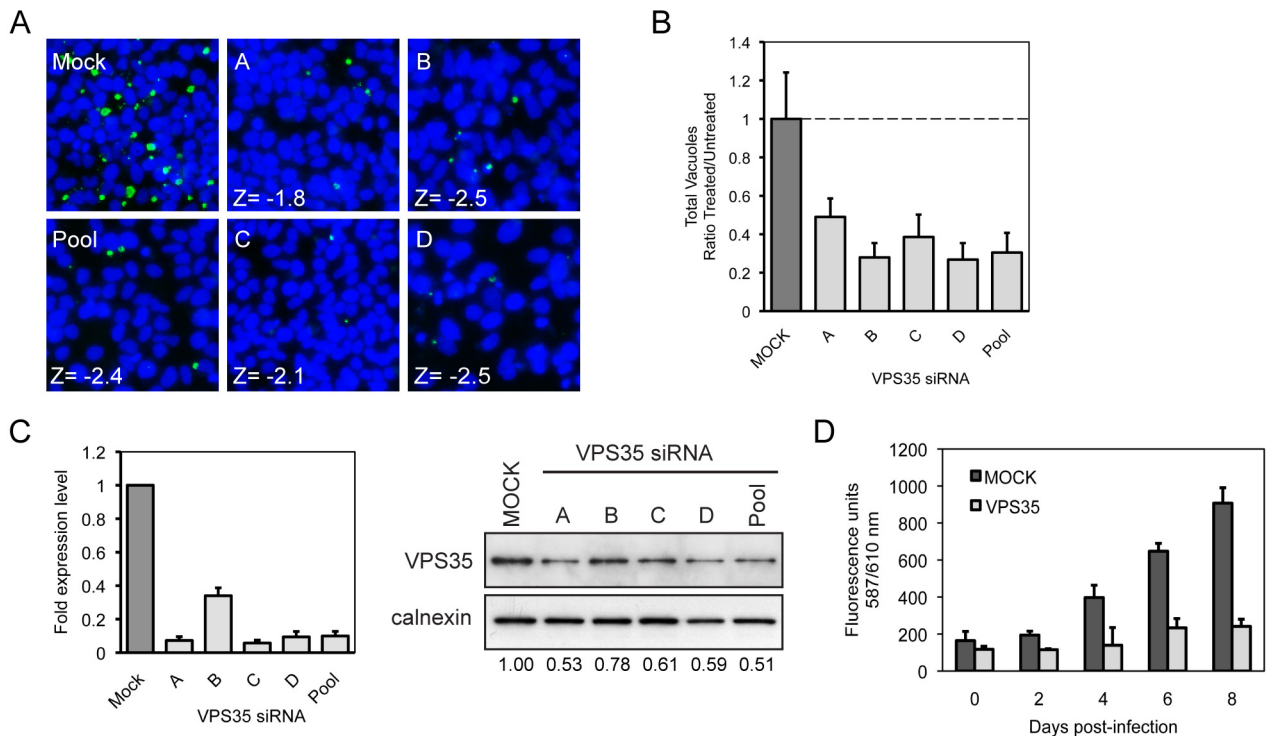 A
Mock
A
Z= -1.8
B
Z= -2.5
Pool
Z= -2.4
C
Z= -2.1
D
Z= -2.5
B
Total Vacuoles
Ratio Treated/Untreated
1.4
1.2
1
0.8
0.6
0.4
0.2
0
MOCK
A
B
C
D
Pool
VPS35 siRNA
C
Fold expression level
1.2
1
0.8
0.6
0.4
0.2
0
Mock
A
B
C
D
Pool
VPS35 siRNA
VPS35 siRNA
MOCK
A
B
C
D
Pool
VPS35
calnexin
1.00 0.53 0.78 0.61 0.59 0.51
D
Fluorescence units
587/610 nm
1200
1000
800
600
400
200
0
MOCK
VPS35
0 2 4 6 8
Days post-infection